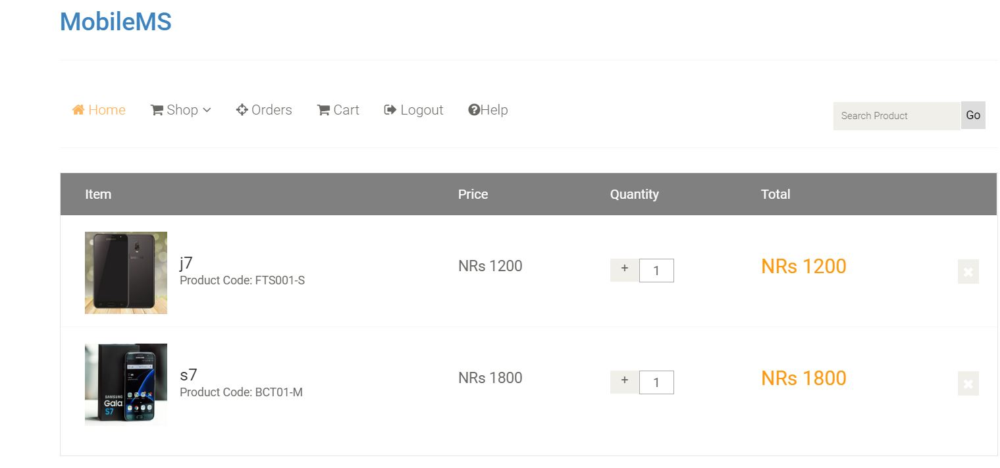 MobileMS
Home Shop Orders Cart Logout Help
Search Product Go
Item Price Quantity Total
j7
Product Code: FTS001-S
NRs 1200 + 1 NRs 1200
s7
Product Code: BCT01-M
NRs 1800 + 1 NRs 1800
SAMSUNG
Gala
S7